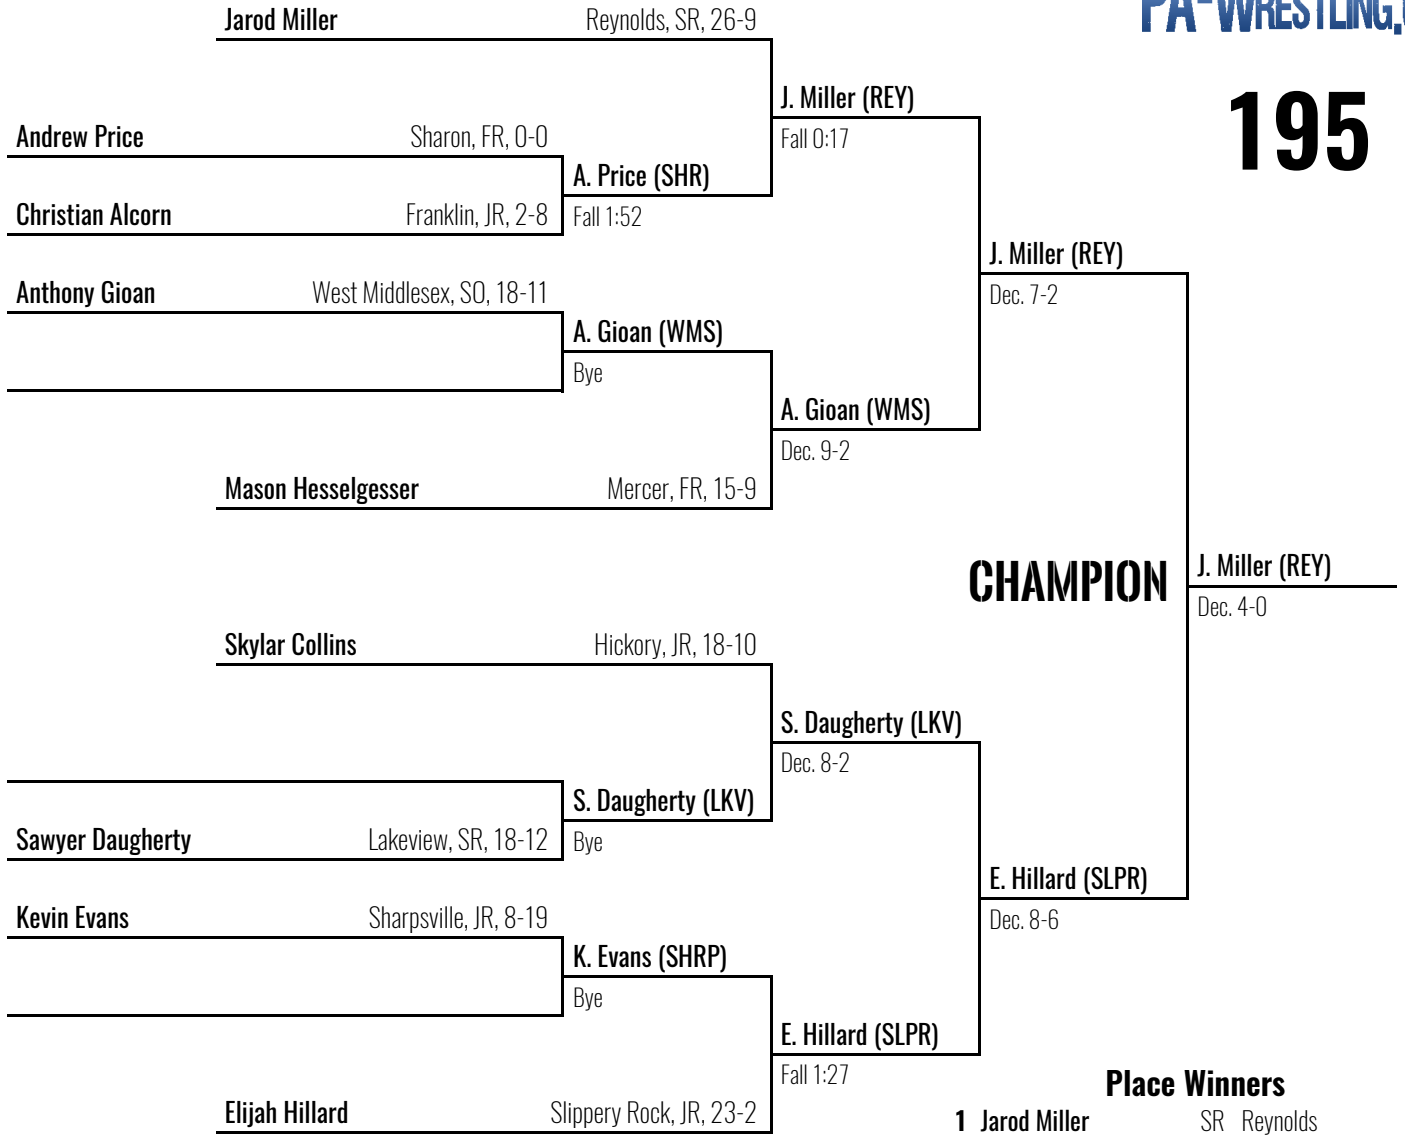 PA-WRESTLING.
195
Jarod Miller Reynolds, SR, 26-9
J. Miller (REY)
Fall 0:17
Andrew Price Sharon, FR, 0-0
A. Price (SHR)
Fall 1:52
Christian Alcorn Franklin, JR, 2-8
J. Miller (REY)
Dec. 7-2
Anthony Gioan West Middlesex, SO, 18-11
A. Gioan (WMS)
Bye
A. Gioan (WMS)
Dec. 9-2
Mason Hesselgesser Mercer, FR, 15-9
CHAMPION
J. Miller (REY)
Dec. 4-0
Skylar Collins Hickory, JR, 18-10
S. Daugherty (LKV)
Dec. 8-2
S. Daugherty (LKV)
Bye
Sawyer Daugherty Lakeview, SR, 18-12
E. Hillard (SLPR)
Dec. 8-6
Kevin Evans Sharpsville, JR, 8-19
K. Evans (SHRP)
Bye
E. Hillard (SLPR)
Fall 1:27
Elijah Hillard Slippery Rock, JR, 23-2
Place Winners
1 Jarod Miller SR Reynolds